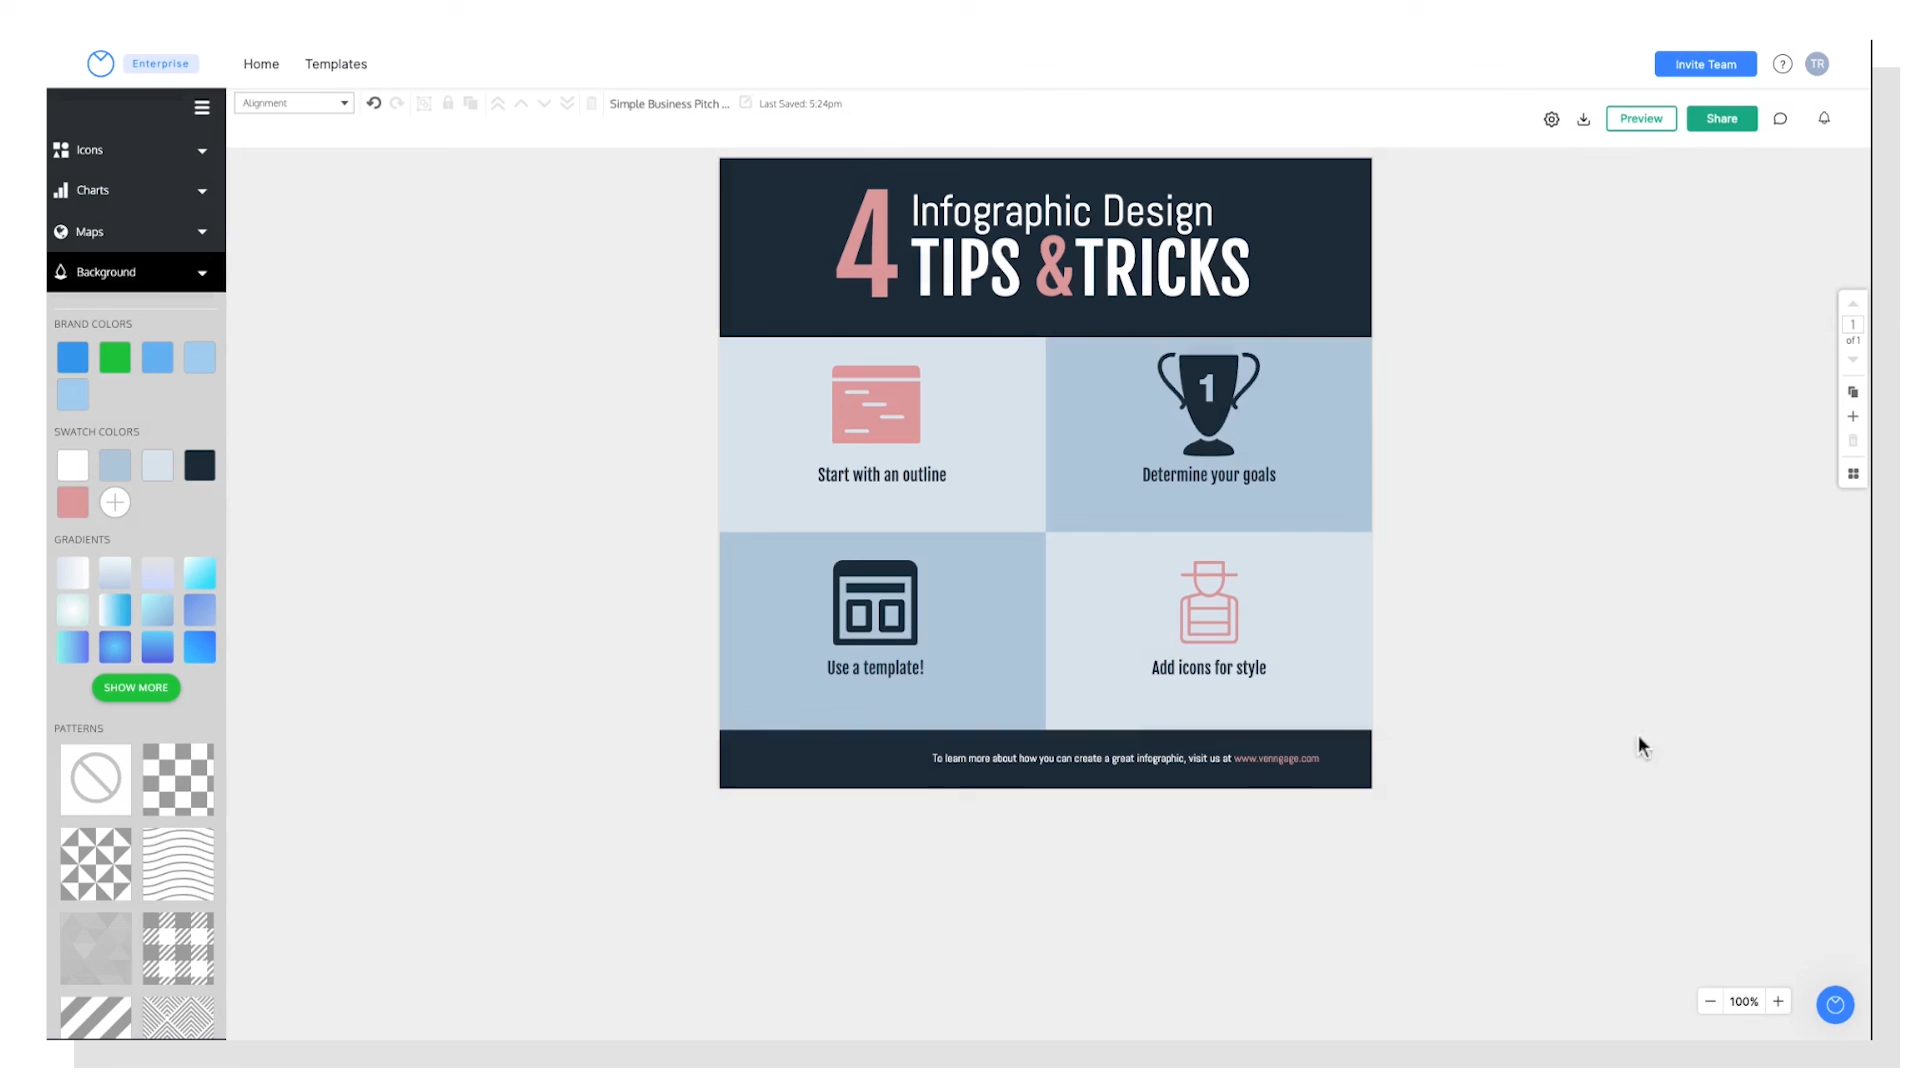 Enterprise
Home
Templates
Invite Team
?
TR
Alignment
Simple Business Pitch ...
Last Saved: 5:24pm
Preview
Share
Icons
Charts
Maps
Background
BRAND COLORS
SWATCH COLORS
GRADIENTS
SHOW MORE
PATTERNS
4 Infographic Design
TIPS & TRICKS
1
Start with an outline
Determine your goals
Use a template!
Add icons for style
To learn more about how you can create a great infographic, visit us at www.venngage.com
1
of 1
100%